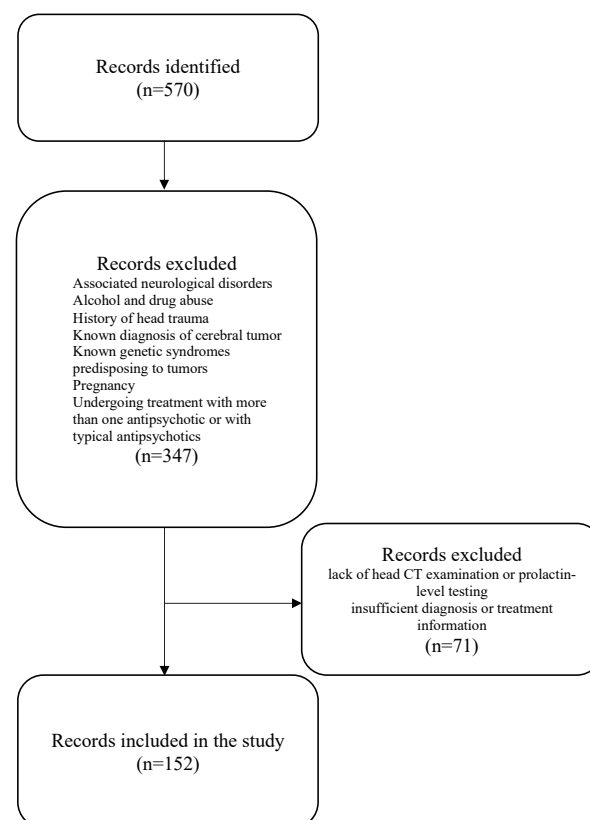 Records identified
(n=570)
Records excluded
Associated neurological disorders
Alcohol and drug abuse
History of head trauma
Known diagnosis of cerebral tumor
Known genetic syndromes
predisposing to tumors
Pregnancy
Undergoing treatment with more
than one antipsychotic or with
typical antipsychotics
(n=347)
Records excluded
lack of head CT examination or prolactin-
level testing
insufficient diagnosis or treatment
information
(n=71)
Records included in the study
(n=152)